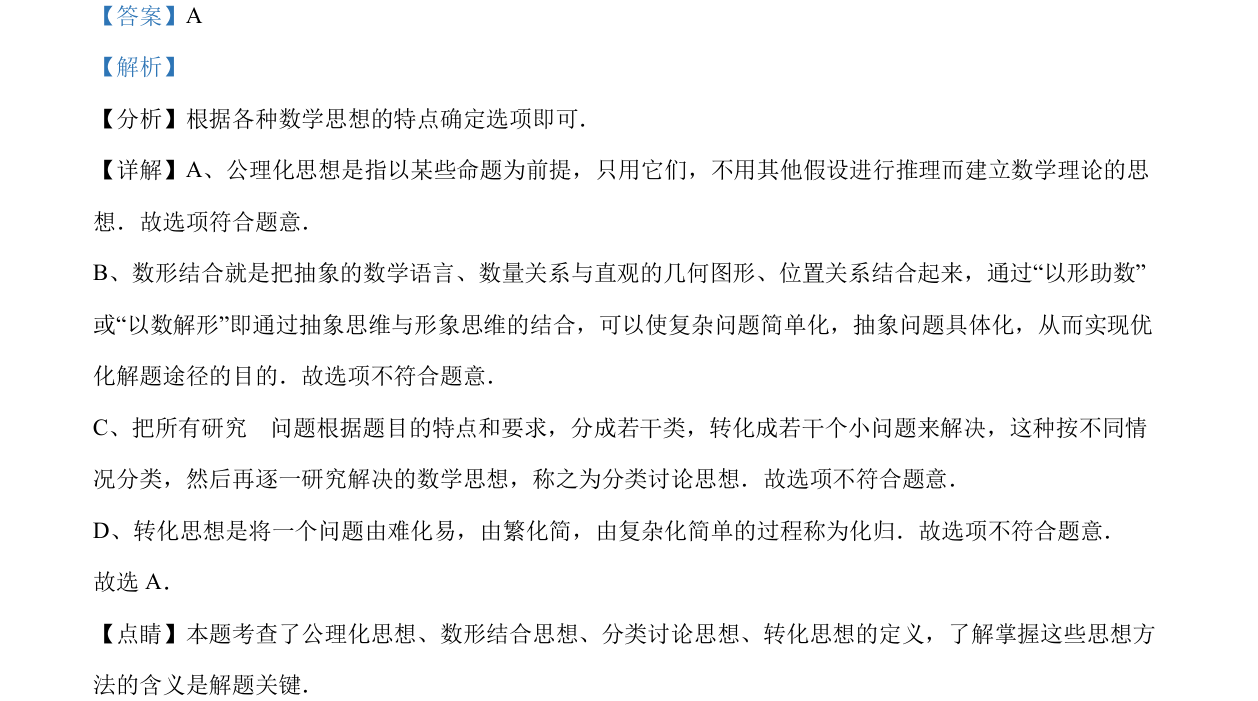 【答案】A
【解析】
【分析】根据各种数学思想的特点确定选项即可．
【详解】A、公理化思想是指以某些命题为前提，只用它们，不用其他假设进行推理而建立数学理论的思
想．故选项符合题意．
B、数形结合就是把抽象的数学语言、数量关系与直观的几何图形、位置关系结合起来，通过“以形助数”
或“以数解形”即通过抽象思维与形象思维的结合，可以使复杂问题简单化，抽象问题具体化，从而实现优
化解题途径的目的．故选项不符合题意．
C、把所有研究　问题根据题目的特点和要求，分成若干类，转化成若干个小问题来解决，这种按不同情
况分类，然后再逐一研究解决的数学思想，称之为分类讨论思想．故选项不符合题意．
D、转化思想是将一个问题由难化易，由繁化简，由复杂化简单的过程称为化归．故选项不符合题意．
故选 A．
【点睛】本题考查了公理化思想、数形结合思想、分类讨论思想、转化思想的定义，了解掌握这些思想方
法的含义是解题关键．